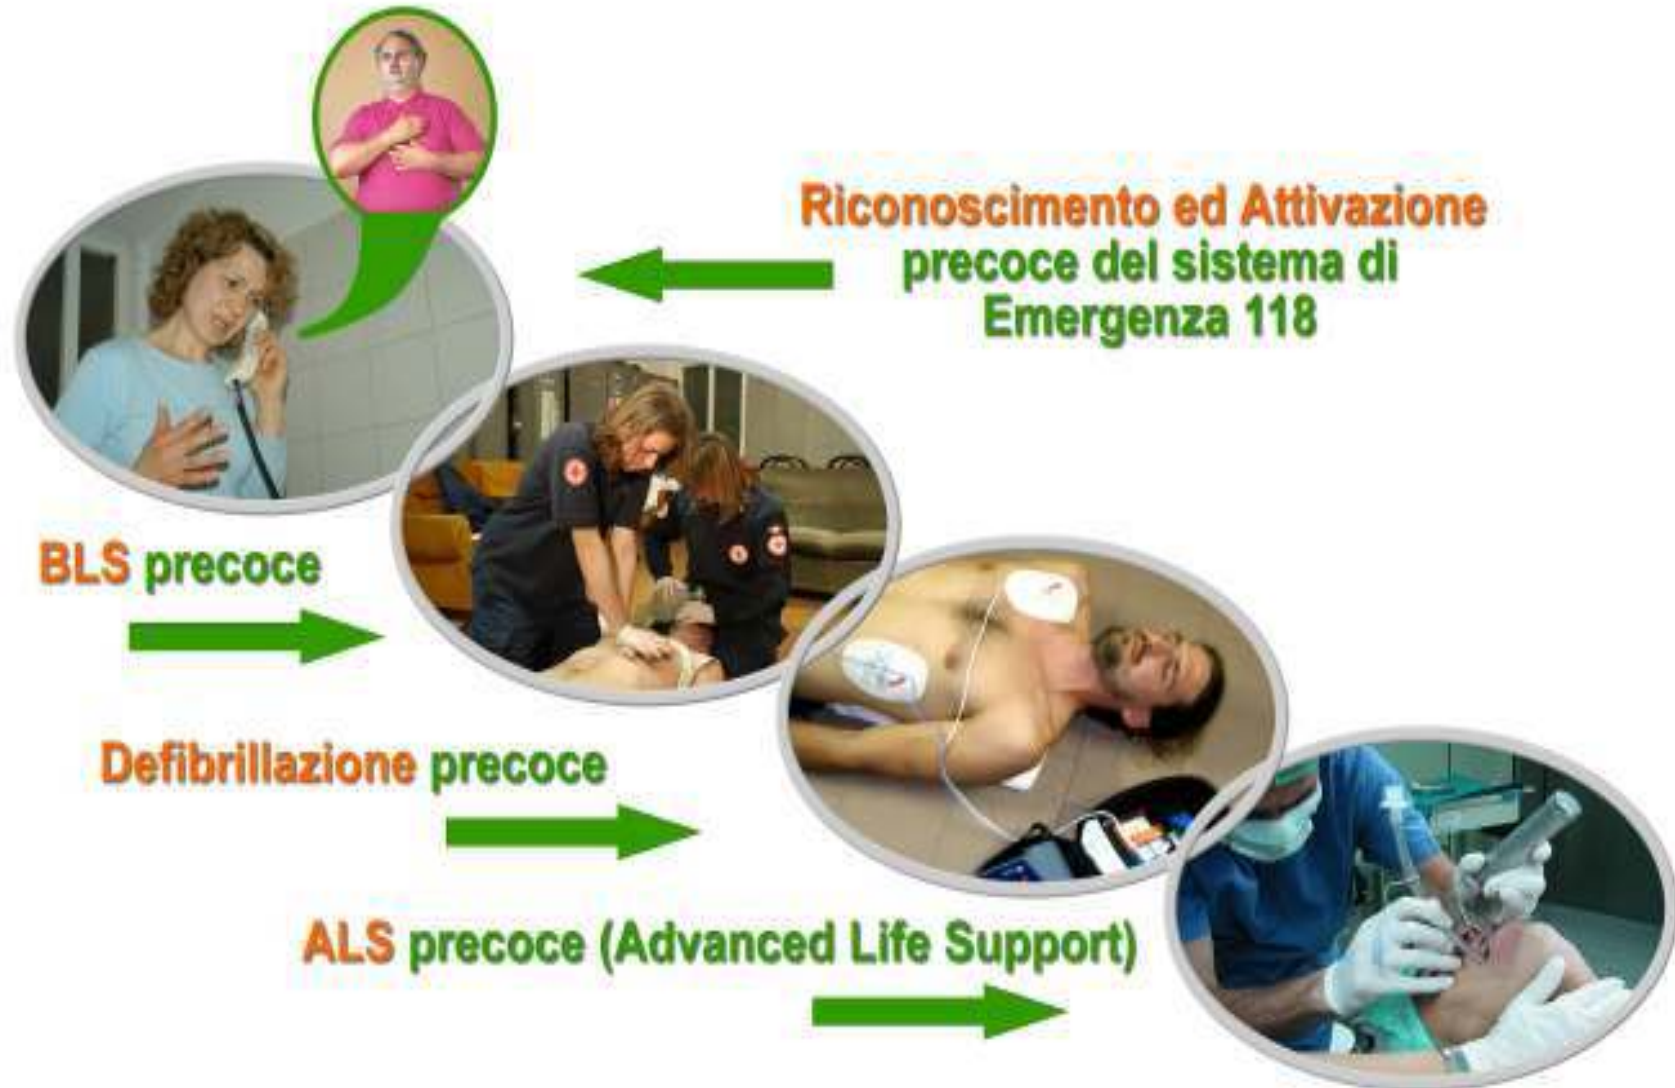 Riconoscimento ed Attivazione
precoce del sistema di
Emergenza 118
BLS precoce
Defibrillazione precoce
ALS precoce (Advanced Life Support)